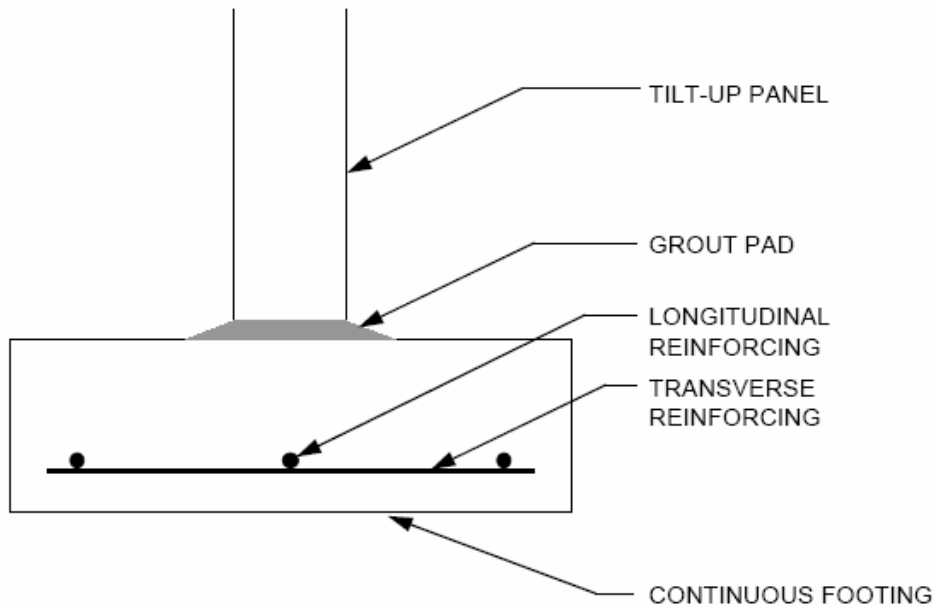 TILT-UP PANEL
GROUT PAD
LONGITUDINAL
REINFORCING
TRANSVERSE
REINFORCING
CONTINUOUS FOOTING